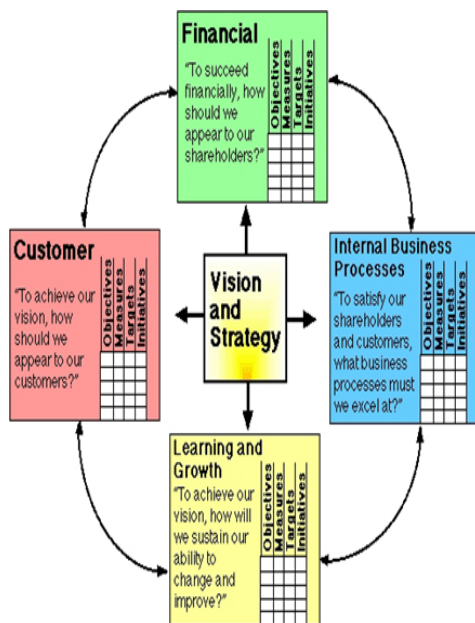 Financial
“To succeed
financially, how
should we
appear to our
shareholders?”
Objectives
Measures
Targets
Initiatives
Customer
“To achieve our
vision, how
should we
appear to our
customers?”
Objectives
Measures
Targets
Initiatives
Vision
and
Strategy
Internal Business
Processes
“To satisfy our
shareholders
and customers,
what business
processes must
we excel at?”
Objectives
Measures
Targets
Initiatives
Learning and
Growth
“To achieve our
vision, how will
we sustain our
ability to
change and
improve?”
Objectives
Measures
Targets
Initiatives